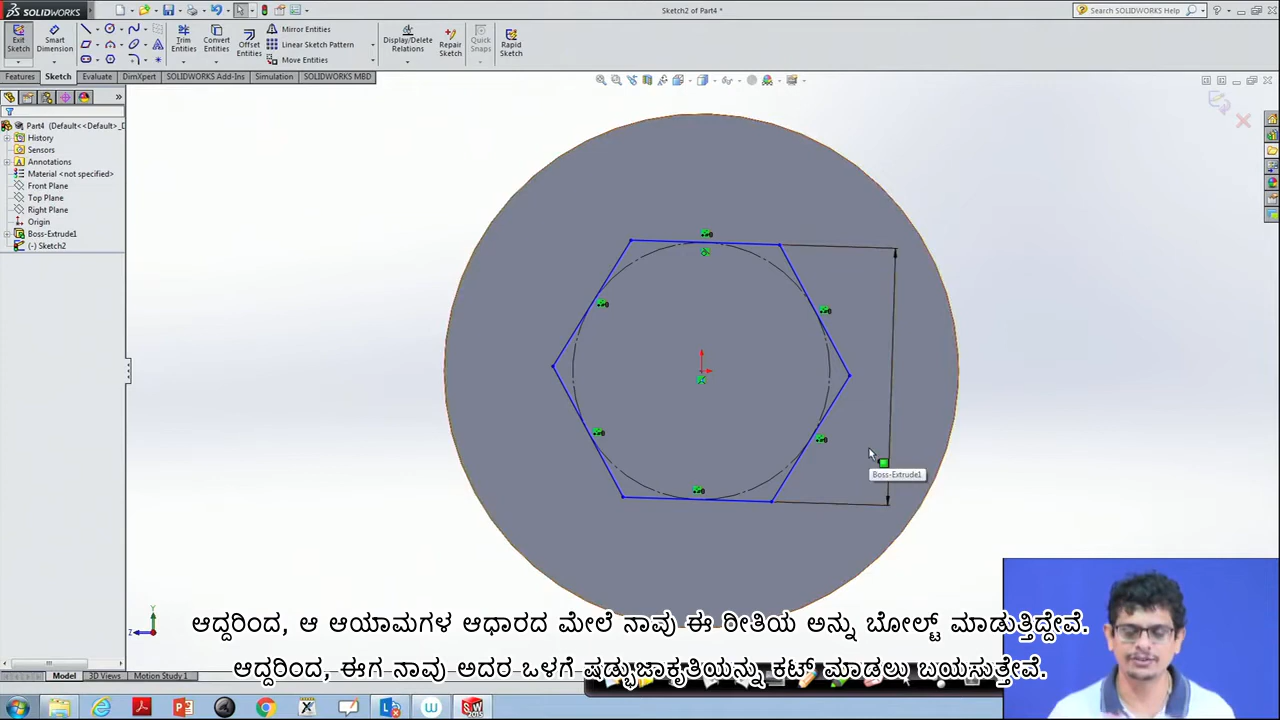 SOLIDWORKS
Sketch2 of Part4 *
Search SOLIDWORKS Help
Exit Sketch
Smart Dimension
Trim Entities
Convert Entities
Offset Entities
Mirror Entities
Linear Sketch Pattern
Move Entities
Display/Delete Relations
Repair Sketch
Quick Snaps
Rapid Sketch
Features Sketch Evaluate DimXpert SOLIDWORKS Add-Ins Simulation SOLIDWORKS MBD
Part4 (Default<<Default>_D
History
Sensors
Annotations
Material <not specified>
Front Plane
Top Plane
Right Plane
Origin
Boss-Extrude1
(-) Sketch2
Boss-Extrude1
Y
Z
ಆದ್ದರಿಂದ, ಆ ಆಯಾಮಗಳ ಆಧಾರದ ಮೇಲೆ ನಾವು ಈ ರೀತಿಯ ಅನ್ನು ಬೋಲ್ಟ್ ಮಾಡುತ್ತಿದ್ದೇವೆ.
ಆದ್ದರಿಂದ, ಈಗ ನಾವು ಅದರ ಒಳಗೆ ಷಡ್ಭುಜಾಕೃತಿಯನ್ನು ಕಟ್ ಮಾಡಲು ಬಯಸುತ್ತೇವೆ.
Model 3D Views Motion Study 1